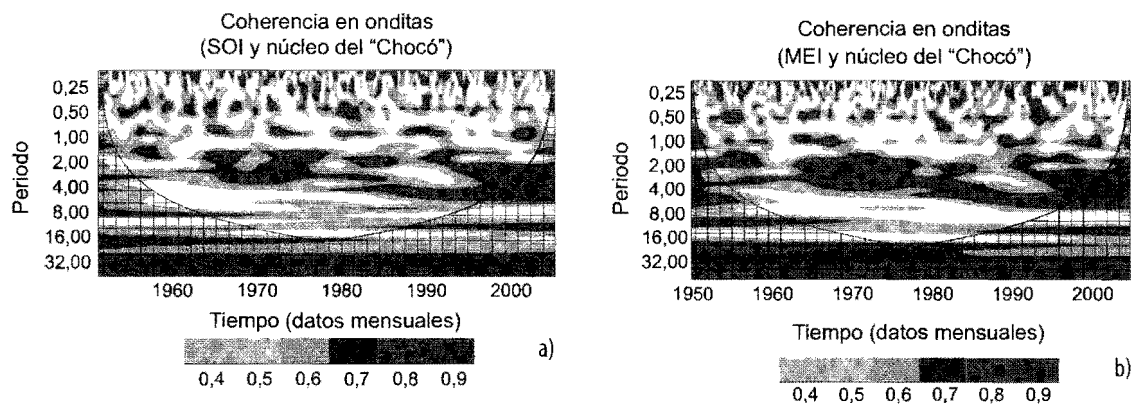 Coherencia en onditas
(SOI y núcleo del “Chocó”)
Periodo
0,25
0,50
1,00
2,00
4,00
8,00
16,00
32,00
1960 1970 1980 1990 2000
Tiempo (datos mensuales)
0,4 0,5 0,6 0,7 0,8 0,9
a)
Coherencia en onditas
(MEI y núcleo del “Chocó”)
Periodo
0,25
0,50
1,00
2,00
4,00
8,00
16,00
32,00
1950 1960 1970 1980 1990 2000
Tiempo (datos mensuales)
0,4 0,5 0,6 0,7 0,8 0,9
b)